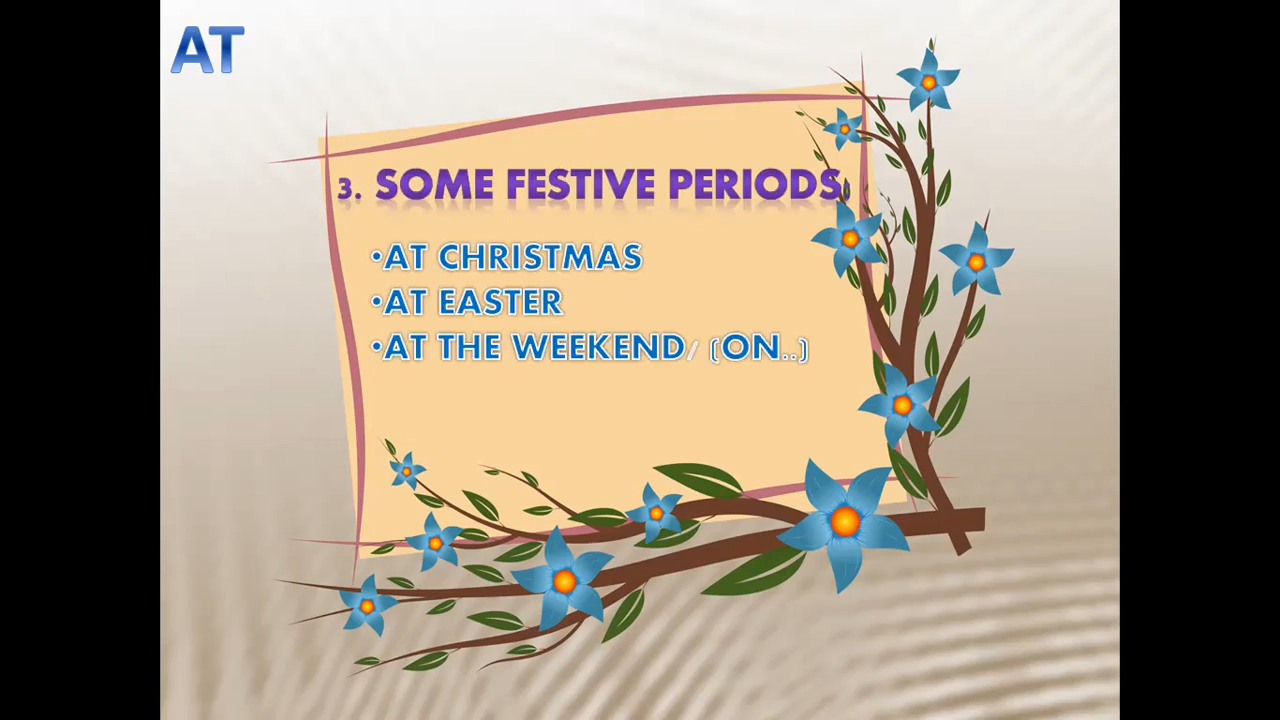 AT
3. SOME FESTIVE PERIODS:
•AT CHRISTMAS
•AT EASTER
•AT THE WEEKEND/ (ON..)